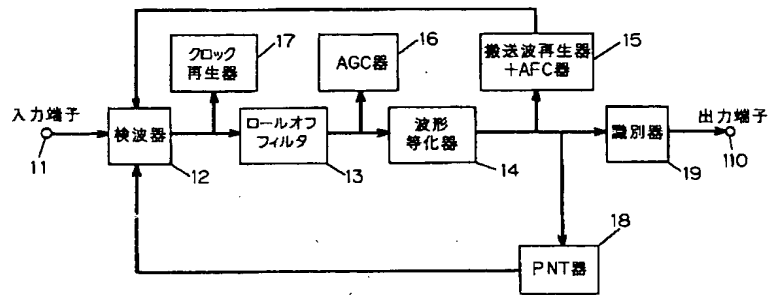 クロック
再生器
17
AGC器
16
搬送波再生器
+AFC器
15
入力端子
11
検波器
12
ロールオフ
フィルタ
13
波形
等化器
14
識別器
19
出力端子
110
PNT器
18